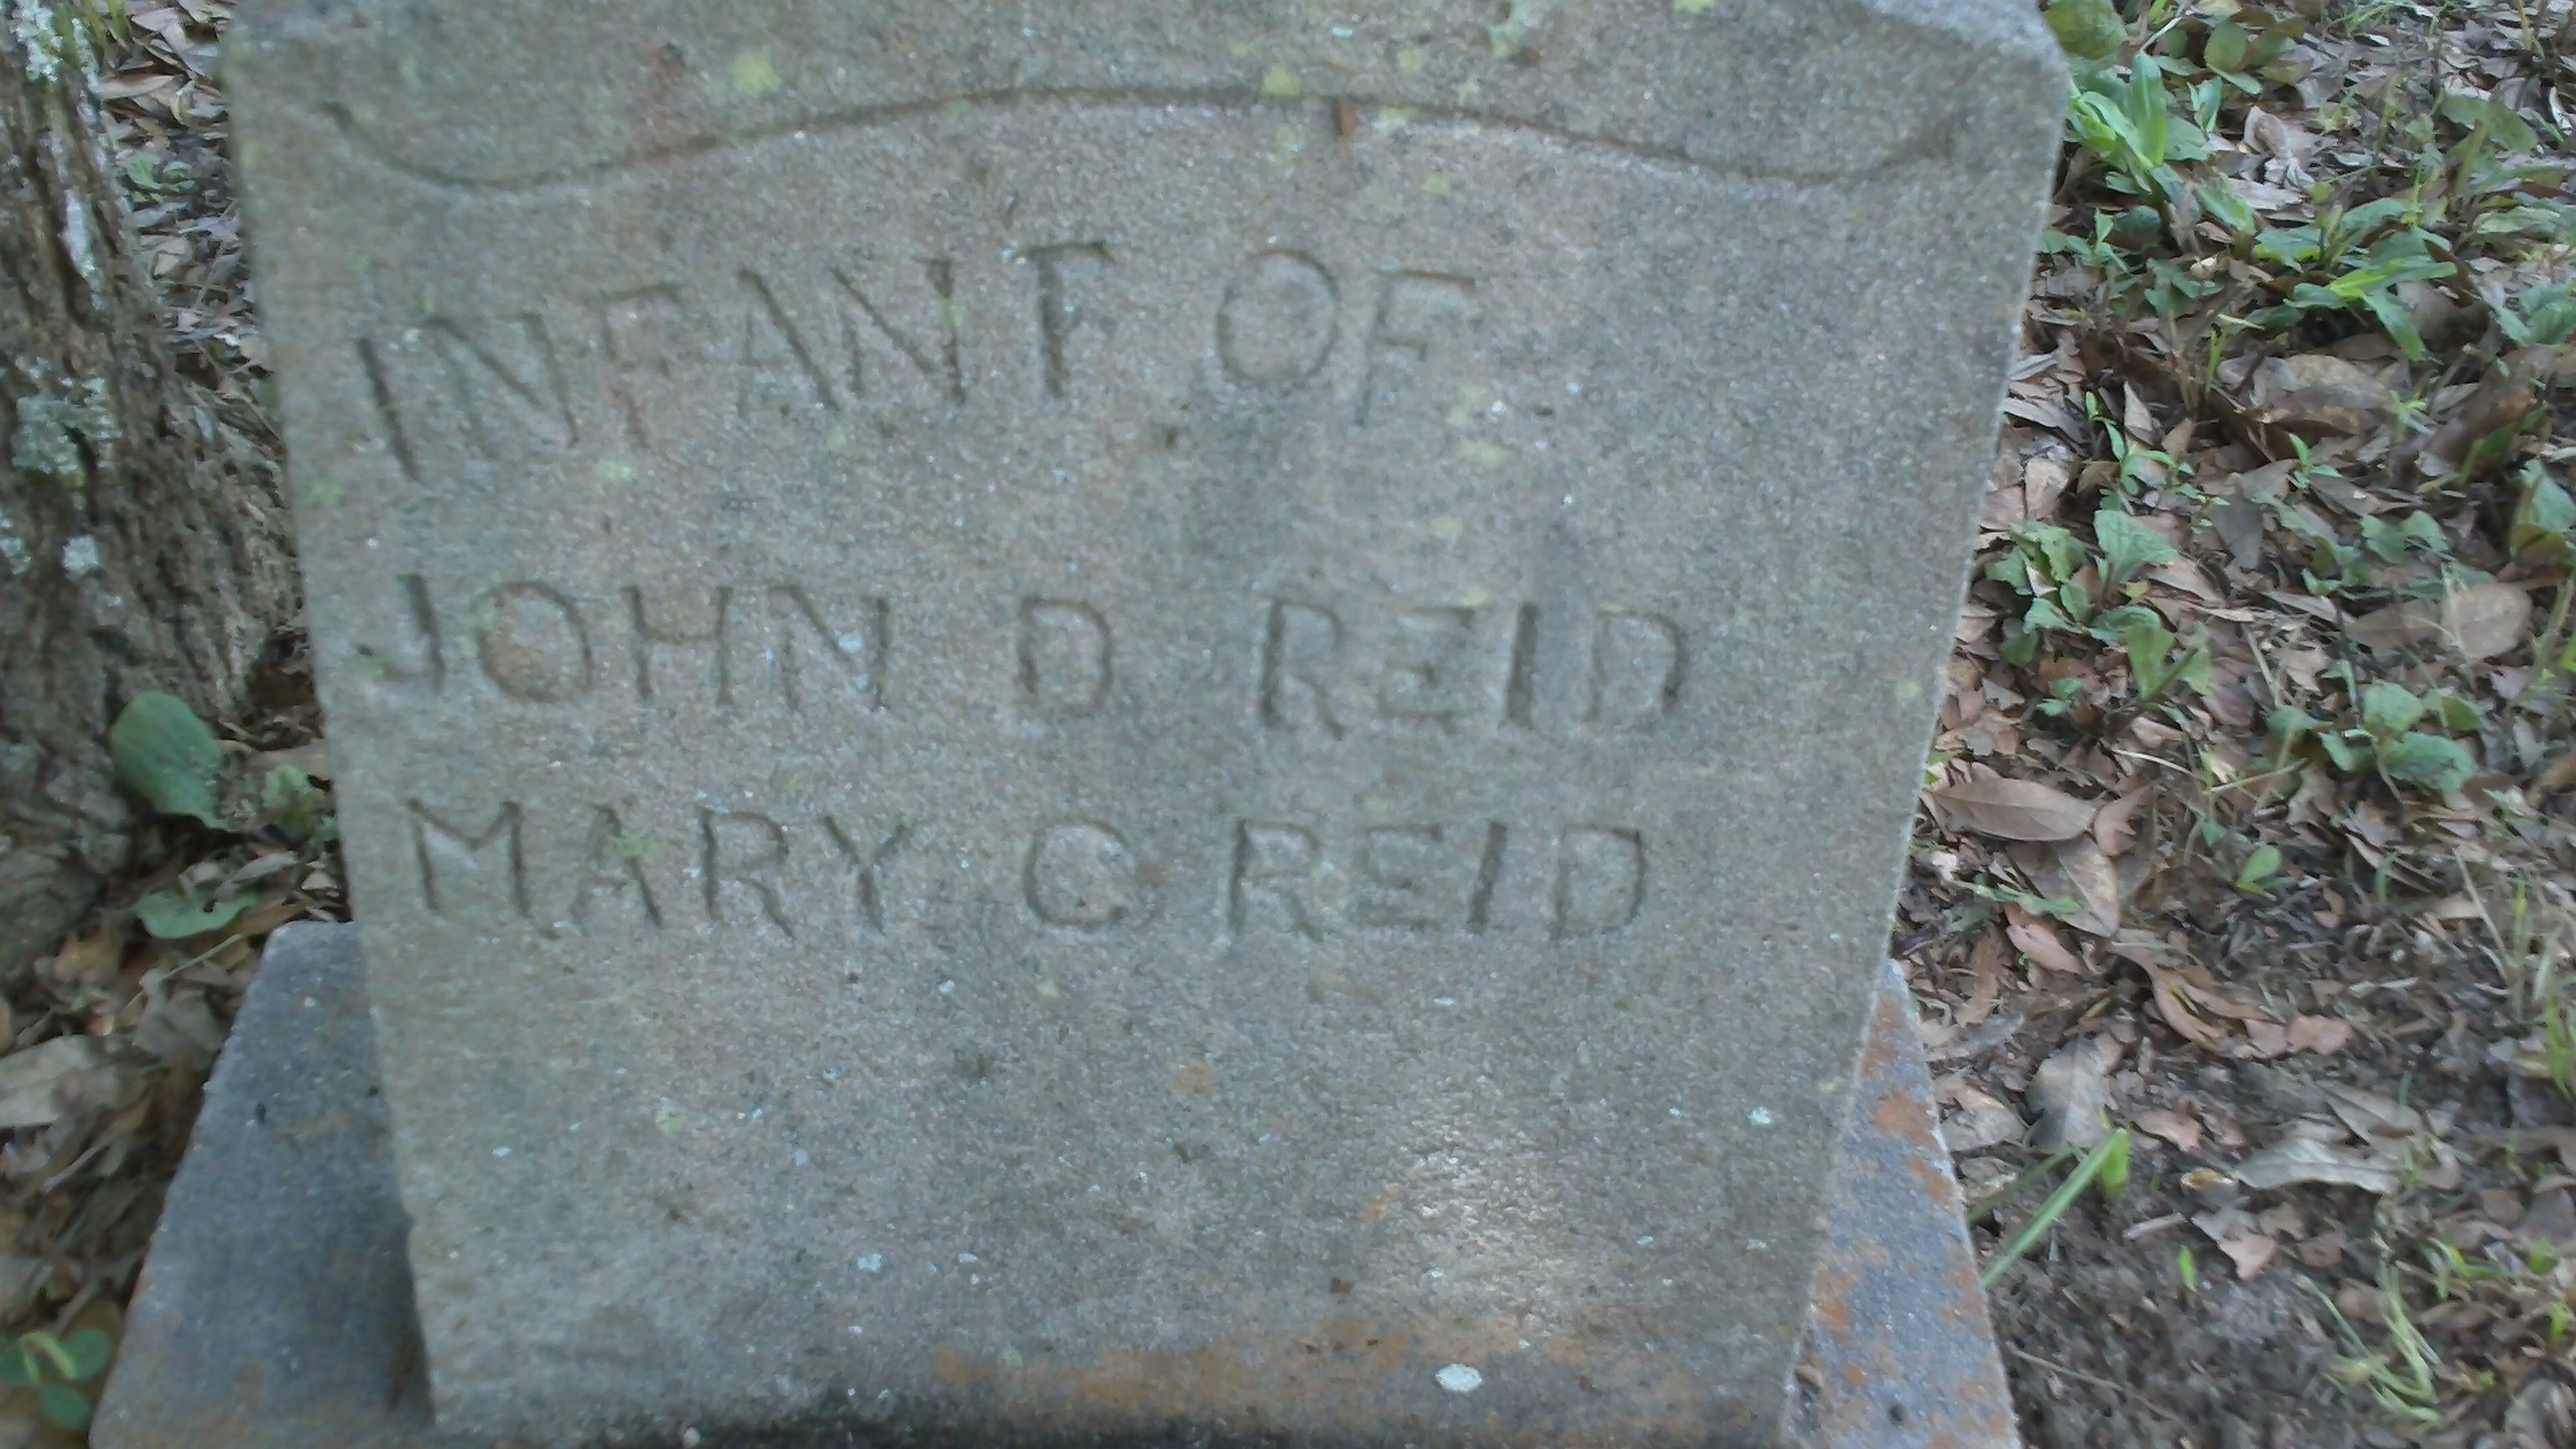 INFANT OF
JOHN D REID
MARY C REID